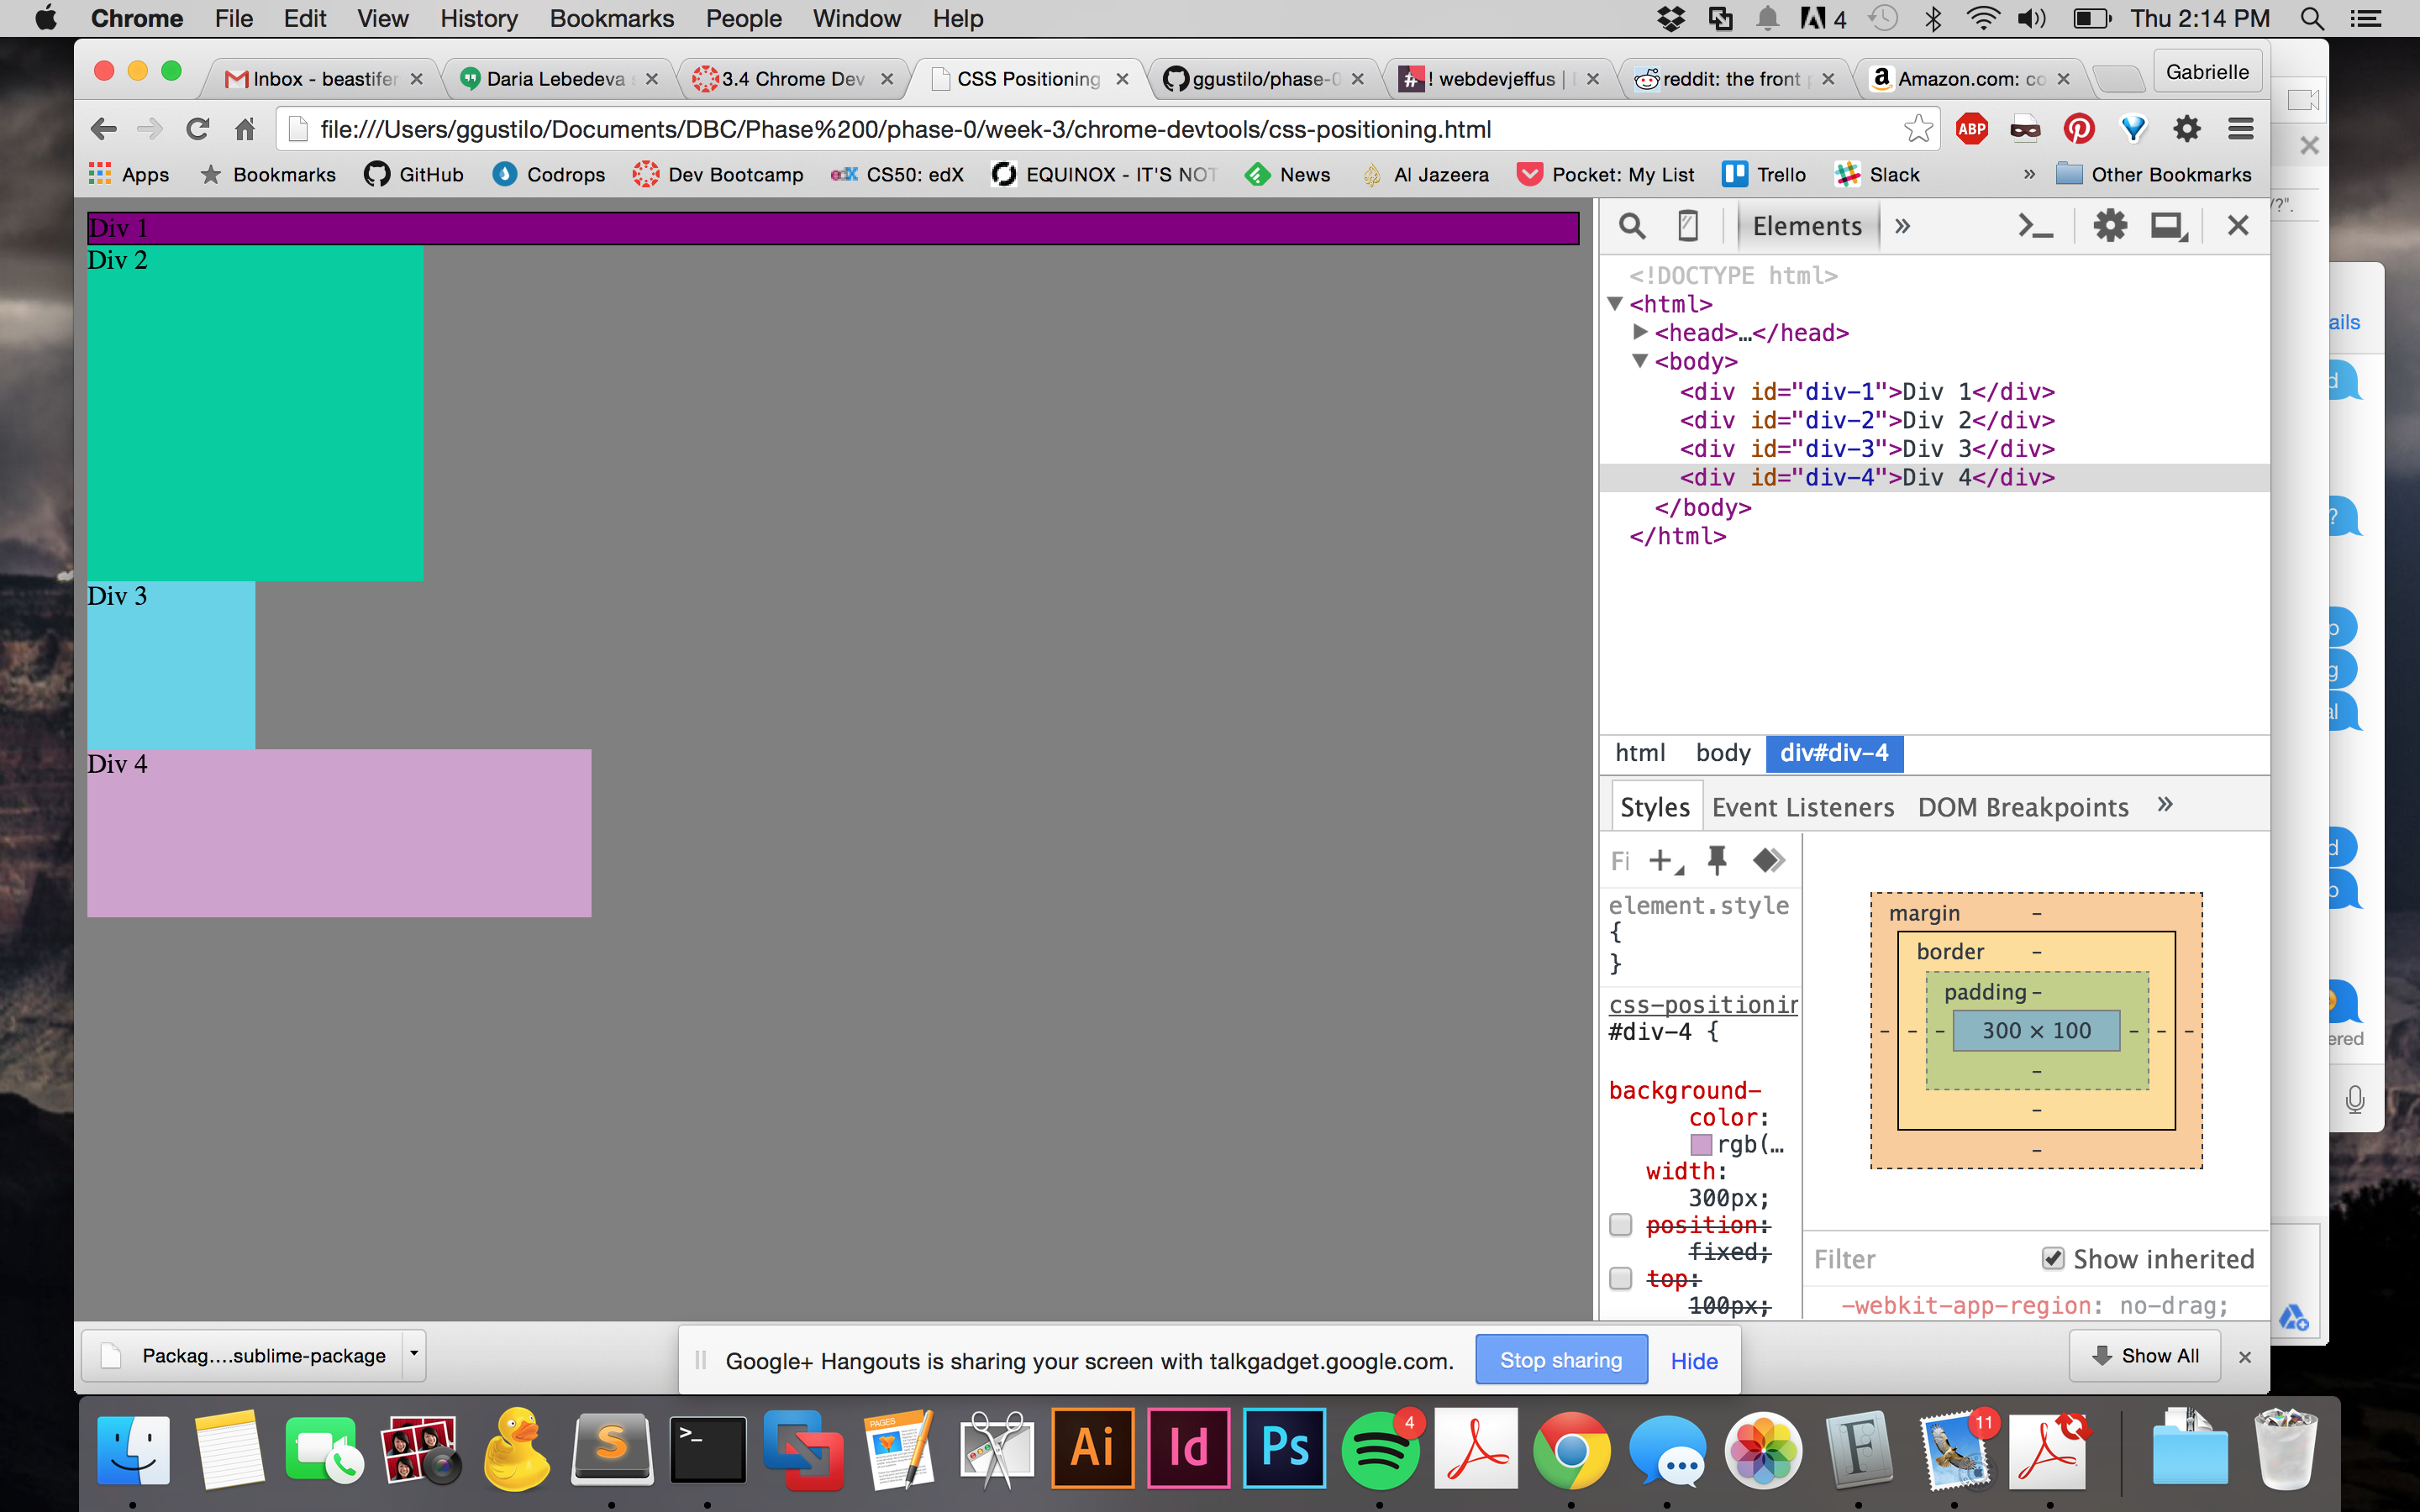 Chrome File Edit View History Bookmarks People Window Help 4 Thu 2:14 PM
Inbox - beastifer Daria Lebedeva 3.4 Chrome Dev CSS Positioning ggustilo/phase-0 ! webdevjeffus | reddit: the front Amazon.com: co Gabrielle
file:///Users/ggustilo/Documents/DBC/Phase%200/phase-0/week-3/chrome-devtools/css-positioning.html ABP
Apps Bookmarks GitHub Codrops Dev Bootcamp edX CS50: edX EQUINOX - IT'S NOT News Al Jazeera Pocket: My List Trello Slack » Other Bookmarks
/?".
Div 1
Div 2
Div 3
Div 4
Elements »
<!DOCTYPE html>
<html>
<head>…</head>
<body>
<div id="div-1">Div 1</div>
<div id="div-2">Div 2</div>
<div id="div-3">Div 3</div>
<div id="div-4">Div 4</div>
</body>
</html>
html body div#div-4
Styles Event Listeners DOM Breakpoints »
Fi
element.style
{
}
css-positionin
#div-4 {
background-
color:
rgb(…
width:
300px;
position:
fixed;
top:
100px;
margin -
border -
padding -
- - - 300 × 100 - - -
-
-
-
Filter Show inherited
-webkit-app-region: no-drag;
ails
d
?
o
g
al
d
o
ered
Packag....sublime-package
Google+ Hangouts is sharing your screen with talkgadget.google.com. Stop sharing Hide
Show All
S >_ PAGES Ai Id Ps 4 F 11